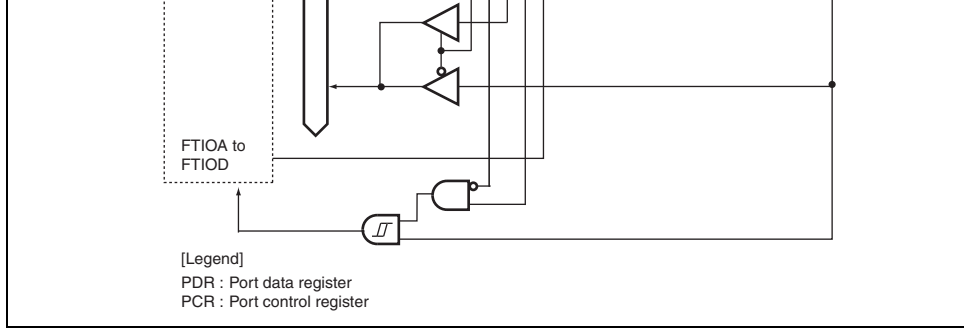 FTIOA to
FTIOD
[Legend]
PDR : Port data register
PCR : Port control register